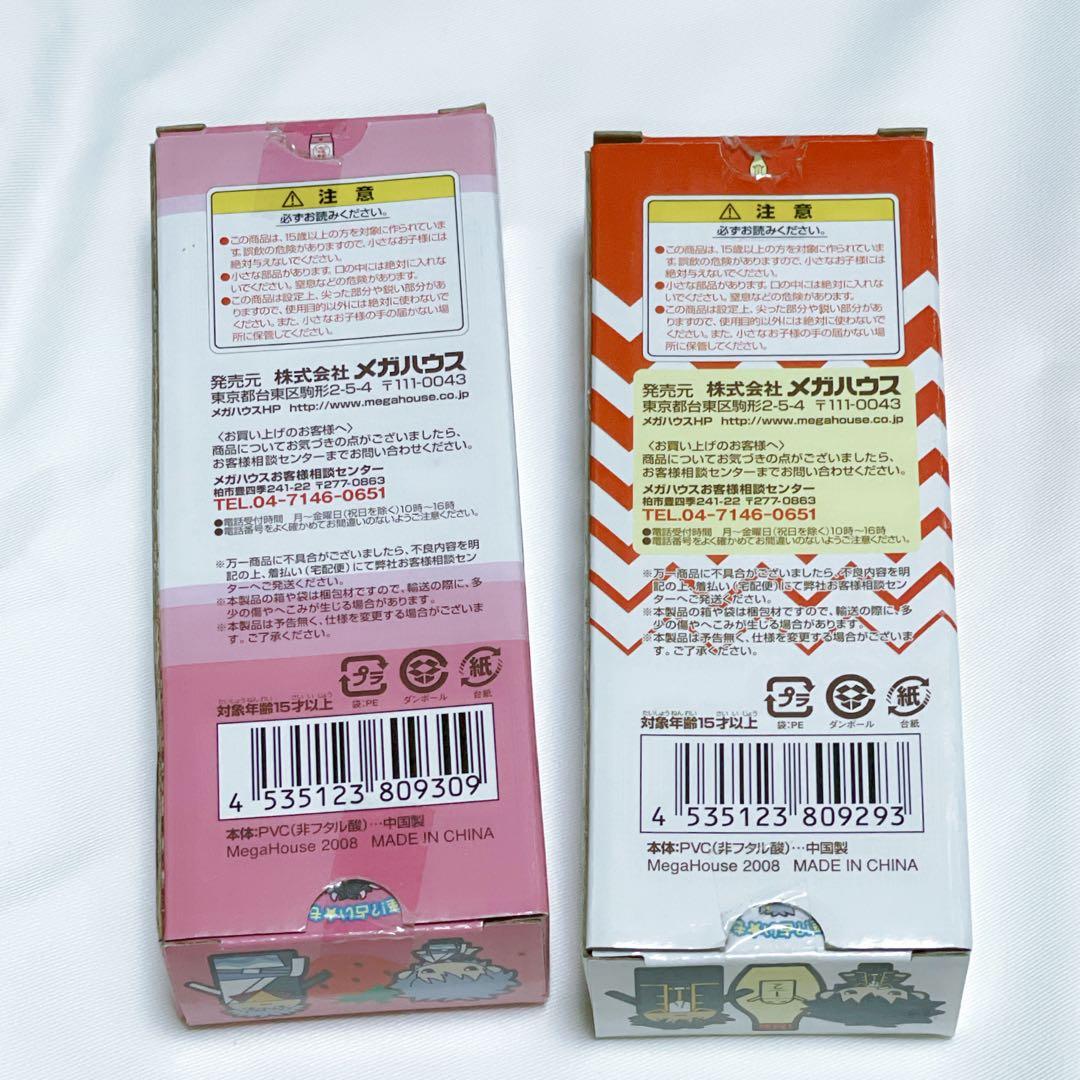 注意
必ずお読みください。
●この商品は、15歳以上の方を対象に作られていま
す。誤飲の危険がありますので、小さなお子様には
絶対与えないでください。
●小さな部品があります。口の中には絶対に入れな
いでください。窒息などの危険があります。
●この商品は設定上、尖った部分や鋭い部分があ
りますので、使用目的以外には絶対に使わないで
ください。また、小さなお子様の手の届かない場
所に保管してください。
発売元 株式会社 メガハウス
東京都台東区駒形2-5-4 〒111-0043
メガハウスHP http://www.megahouse.co.jp
〈お買い上げのお客様へ〉
商品についてお気づきの点がございましたら、
お客様相談センターまでお問い合わせください。
メガハウスお客様相談センター
柏市豊四季241-22 〒277-0863
TEL.04-7146-0651
●電話受付時間 月～金曜日(祝日を除く)10時～16時
●電話番号をよく確かめてお間違いのないようご注意ください。
※万一商品に不具合がございましたら、不良内容を明
記の上、着払い(宅配便)にて弊社お客様相談セン
ターへご発送ください。
※本製品の箱や袋は梱包材ですので、輸送の際に、多
少の傷やへこみが生じる場合があります。
※本製品は予告無く、仕様を変更する場合がございま
す。ご了承ください。
プラ 紙
袋:PE ダンボール 台紙
たいしょうねんれい さいいじょう
対象年齢15才以上
4 535123 809309
本体:PVC(非フタル酸)…中国製
MegaHouse 2008 MADE IN CHINA
注意
必ずお読みください。
●この商品は、15歳以上の方を対象に作られていま
す。誤飲の危険がありますので、小さなお子様には
絶対与えないでください。
●小さな部品があります。口の中には絶対に入れな
いでください。窒息などの危険があります。
●この商品は設定上、尖った部分や鋭い部分があ
りますので、使用目的以外には絶対に使わないで
ください。また、小さなお子様の手の届かない場
所に保管してください。
発売元 株式会社 メガハウス
東京都台東区駒形2-5-4 〒111-0043
メガハウスHP http://www.megahouse.co.jp
〈お買い上げのお客様へ〉
商品についてお気づきの点がございましたら、
お客様相談センターまでお問い合わせください。
メガハウスお客様相談センター
柏市豊四季241-22 〒277-0863
TEL.04-7146-0651
●電話受付時間 月～金曜日(祝日を除く)10時～16時
●電話番号をよく確かめてお間違いのないようご注意ください。
※万一商品に不具合がございましたら、不良内容を明
記の上、着払い(宅配便)にて弊社お客様相談セン
ターへご発送ください。
※本製品の箱や袋は梱包材ですので、輸送の際に、多
少の傷やへこみが生じる場合があります。
※本製品は予告無く、仕様を変更する場合がございま
す。ご了承ください。
プラ 紙
袋:PE ダンボール 台紙
たいしょうねんれい さいいじょう
対象年齢15才以上
4 535123 809293
本体:PVC(非フタル酸)…中国製
MegaHouse 2008 MADE IN CHINA